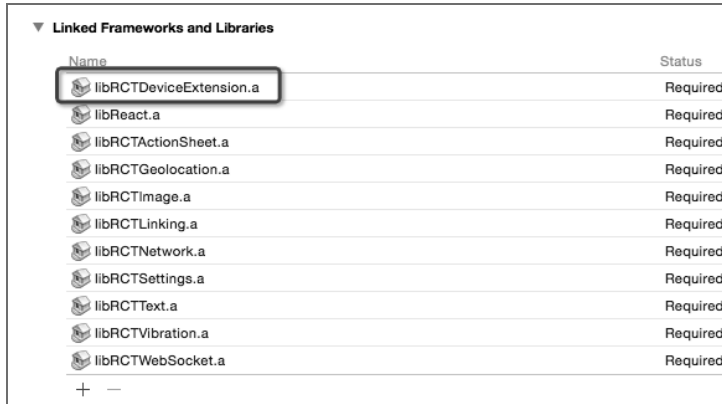 Linked Frameworks and Libraries
Name Status
libRCTDeviceExtension.a Required
libReact.a Required
libRCTActionSheet.a Required
libRCTGeolocation.a Required
libRCTImage.a Required
libRCTLinking.a Required
libRCTNetwork.a Required
libRCTSettings.a Required
libRCTText.a Required
libRCTVibration.a Required
libRCTWebSocket.a Required